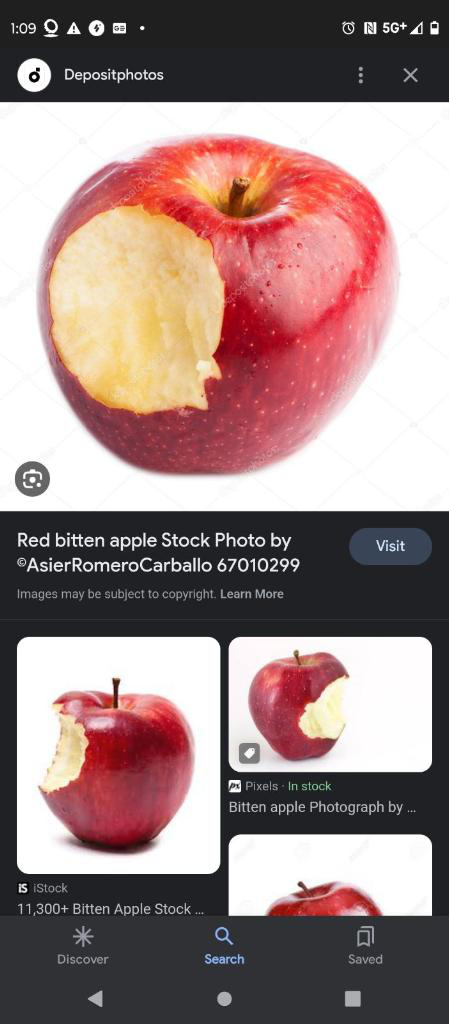 1:09
5G+
Depositphotos
Red bitten apple Stock Photo by
©AsierRomeroCarballo 67010299
Visit
Images may be subject to copyright. Learn More
Pixels · In stock
Bitten apple Photograph by ...
iStock
11,300+ Bitten Apple Stock ...
Discover
Search
Saved